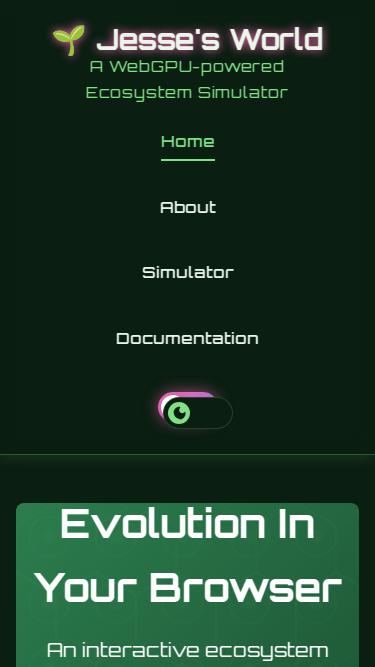 🌱 Jesse's World
A WebGPU-powered
Ecosystem Simulator
Home
About
Simulator
Documentation
Evolution In
Your Browser
An interactive ecosystem